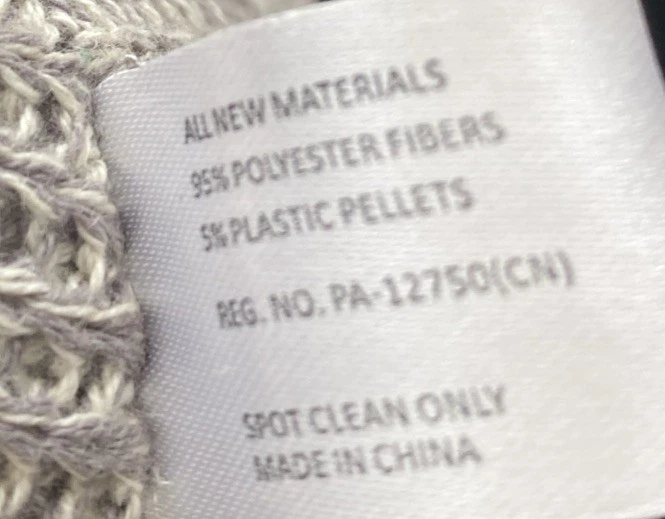 ALL NEW MATERIALS
95% POLYESTER FIBERS
5% PLASTIC PELLETS
REG. NO. PA-12750(CN)
SPOT CLEAN ONLY
MADE IN CHINA